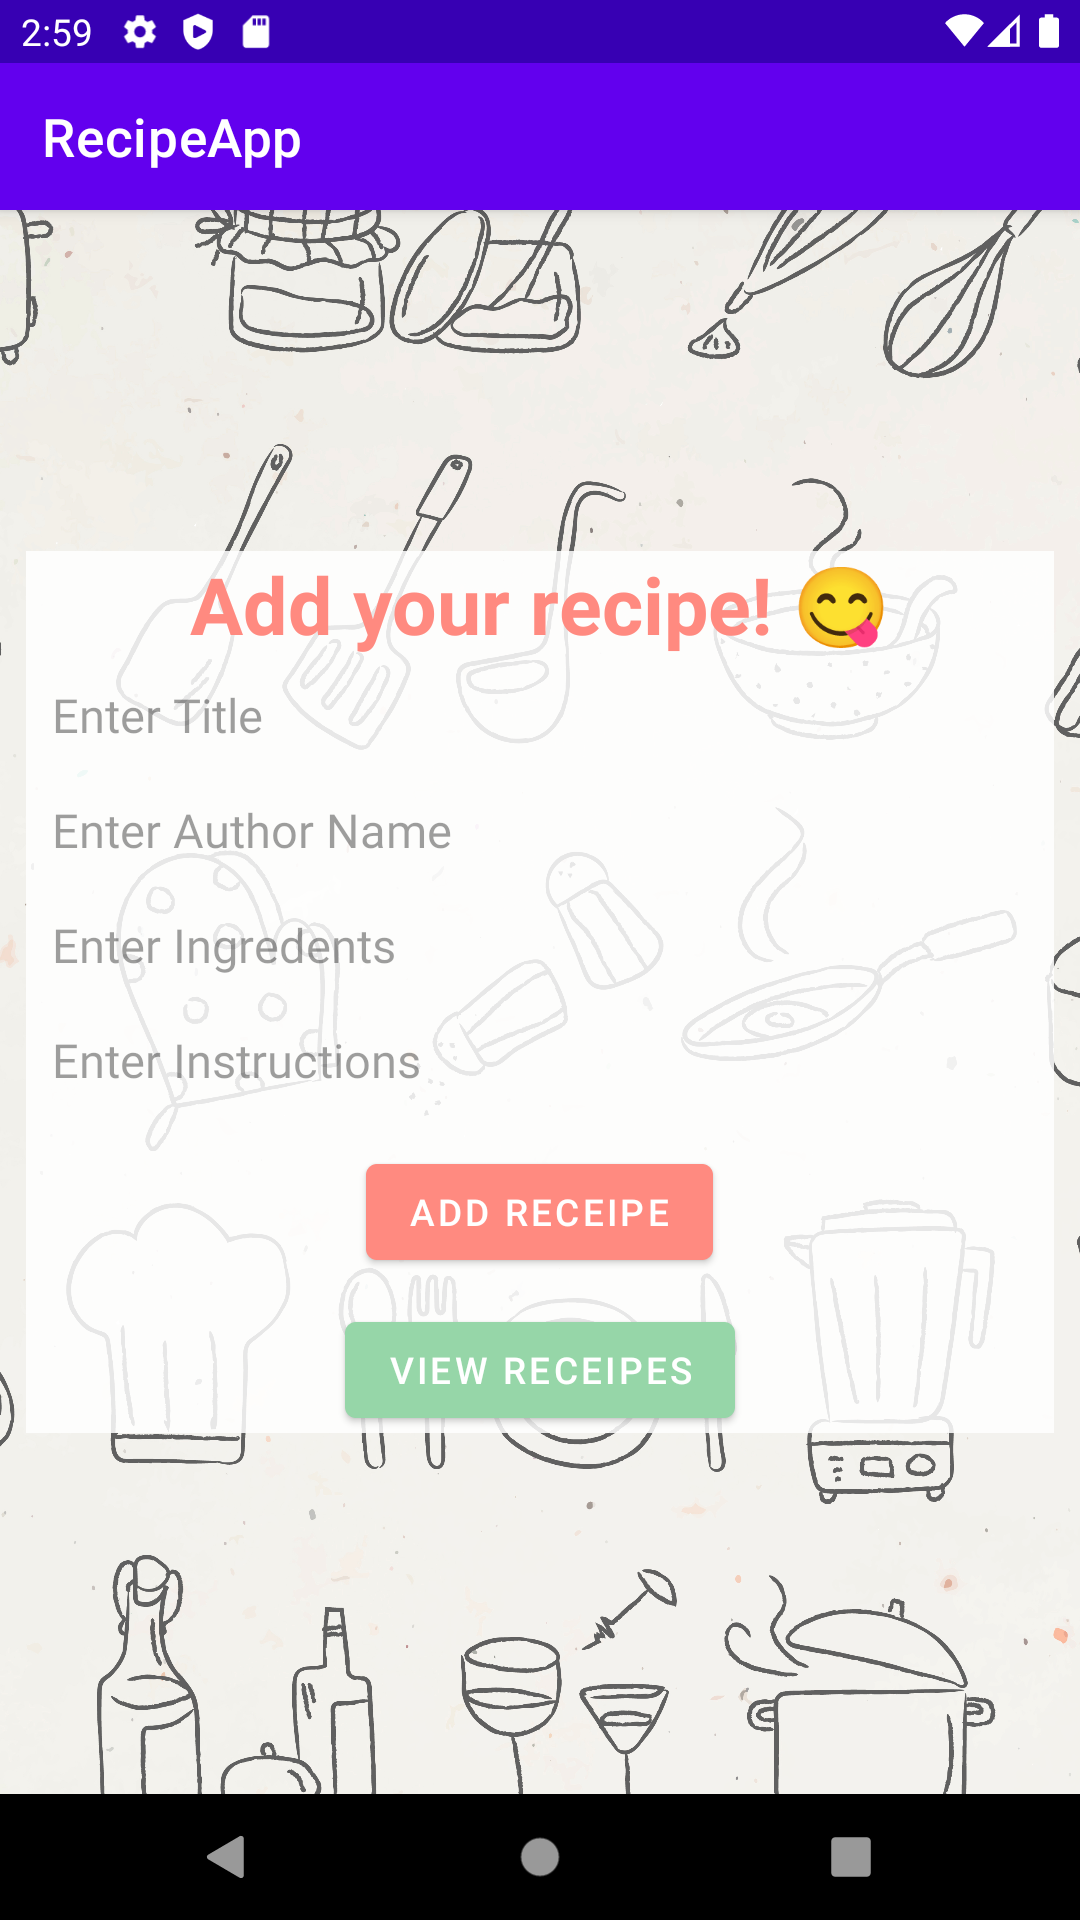 2:59
RecipeApp
Add your recipe! 😋
Enter Title
Enter Author Name
Enter Ingredents
Enter Instructions
ADD RECEIPE
VIEW RECEIPES